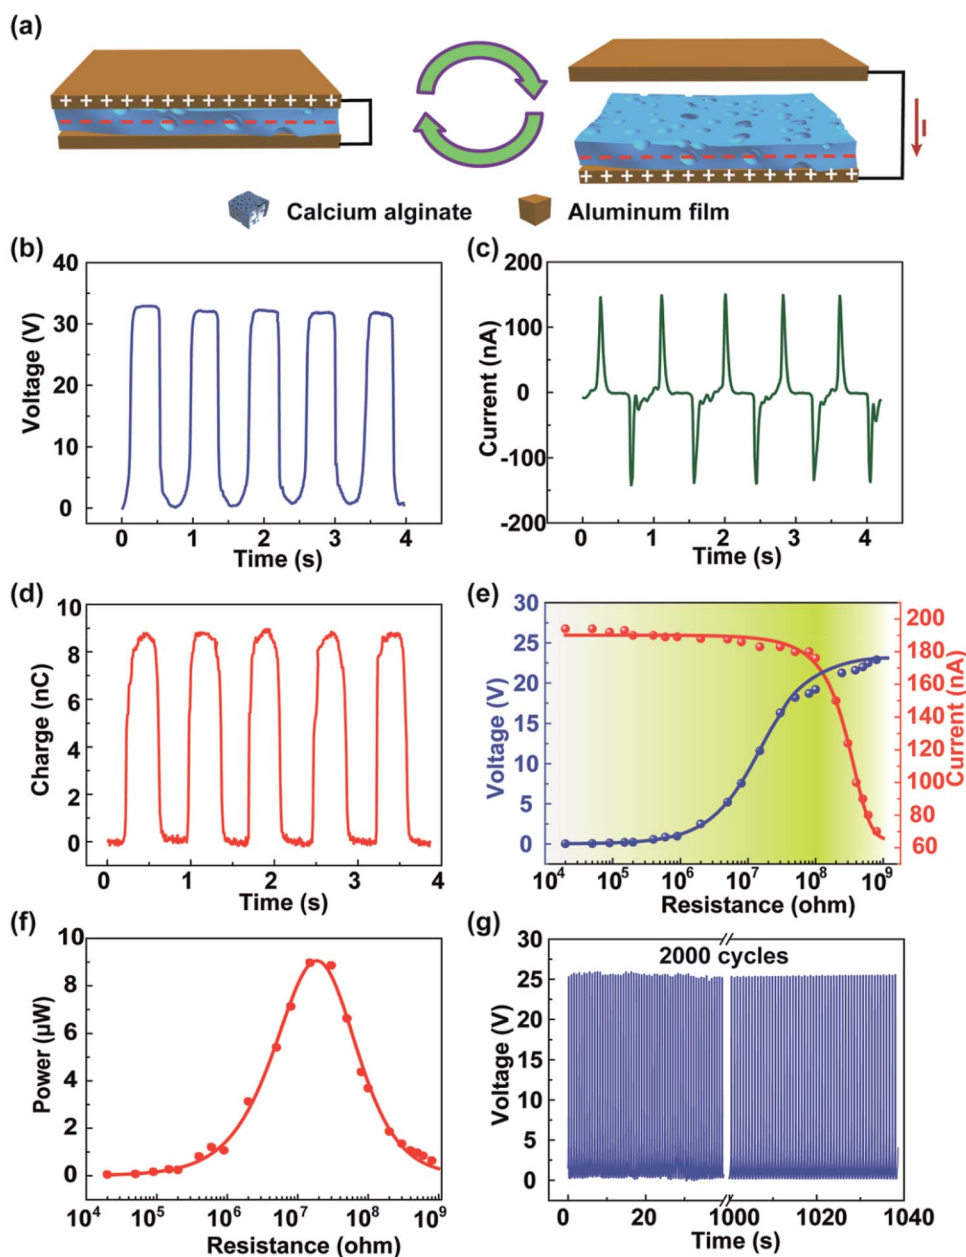 (a)
+ + + + + + + + + + + + + +
I
+ + + + + + + + + + + + + +
Calcium alginate
Aluminum film
(b)
Voltage (V)
40
30
20
10
0
0 1 2 3 4
Time (s)
(c)
Current (nA)
200
100
0
-100
-200
0 1 2 3 4
Time (s)
(d)
Charge (nC)
10
8
6
4
2
0
0 1 2 3 4
Time (s)
(e)
Voltage (V)
30
25
20
15
10
5
0
200
190
180
170
160
120
100
80
70
60
Current (nA)
10^4 10^5 10^6 10^7 10^8 10^9
Resistance (ohm)
(f)
Power (μW)
10
8
6
4
2
0
10^4 10^5 10^6 10^7 10^8 10^9
Resistance (ohm)
(g)
2000 cycles
Voltage (V)
30
25
20
15
10
5
0
0 20 1000 1020 1040
Time (s)